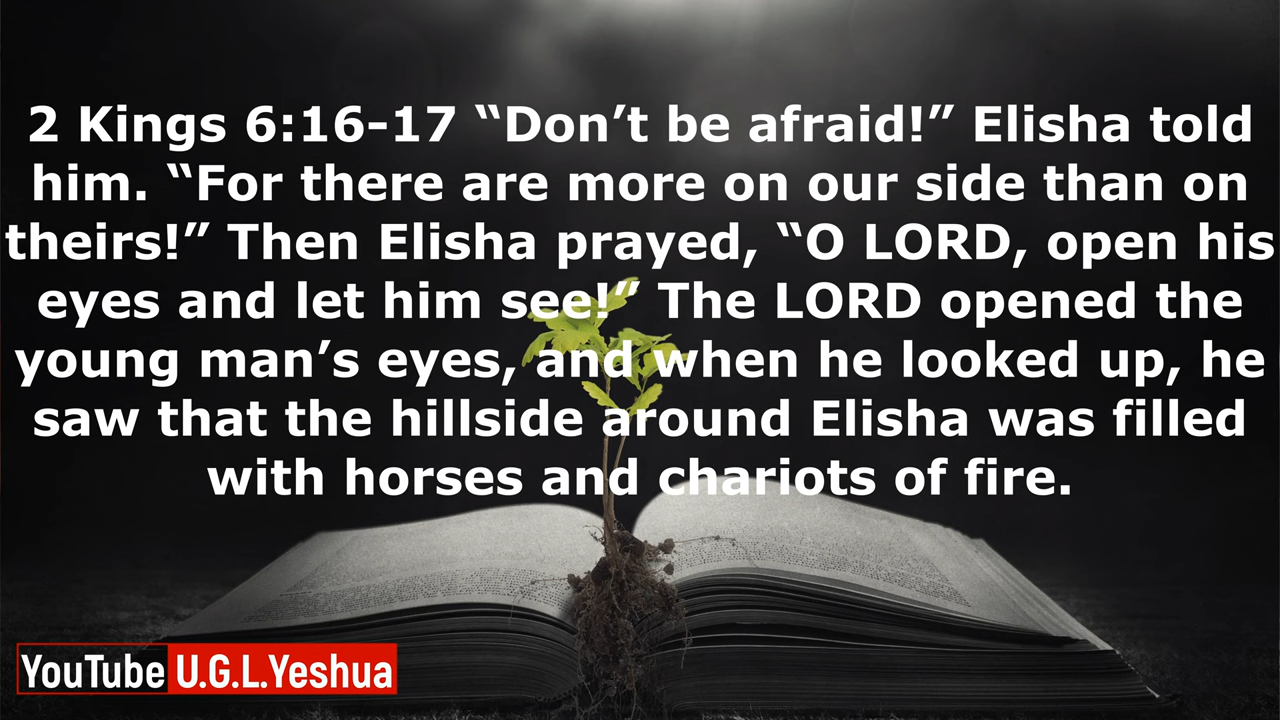 2 Kings 6:16-17 “Don’t be afraid!” Elisha told
him. “For there are more on our side than on
theirs!” Then Elisha prayed, “O LORD, open his
eyes and let him see!” The LORD opened the
young man’s eyes, and when he looked up, he
saw that the hillside around Elisha was filled
with horses and chariots of fire.
YouTube U.G.L.Yeshua